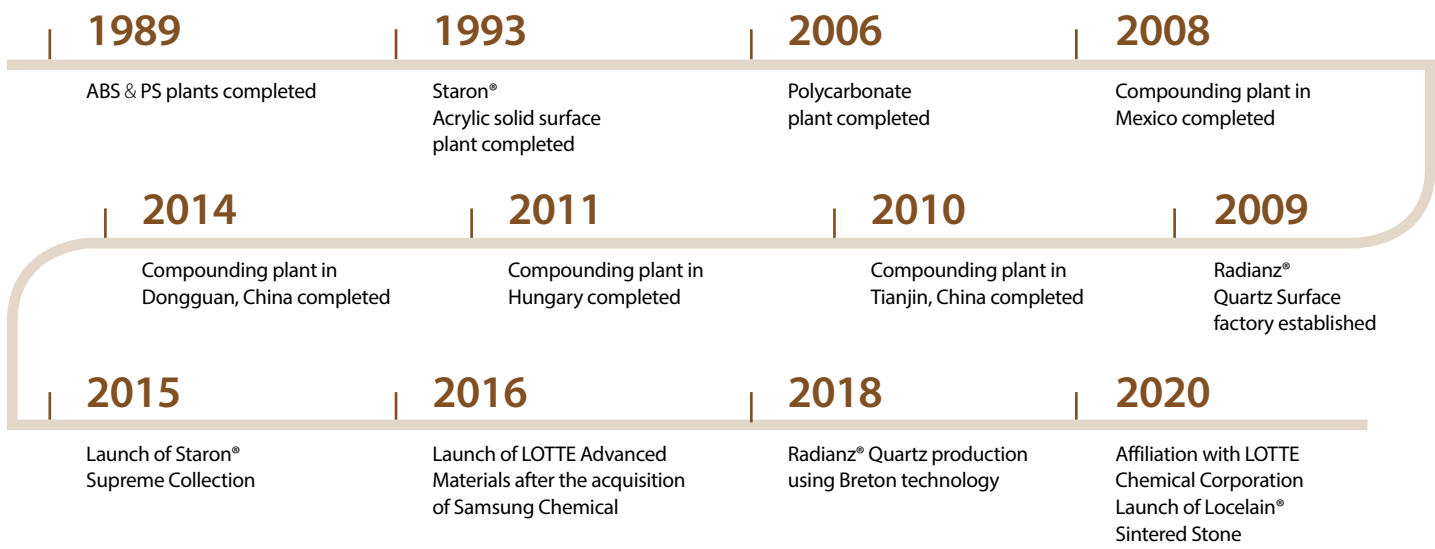 1989
ABS & PS plants completed
1993
Staron®
Acrylic solid surface
plant completed
2006
Polycarbonate
plant completed
2008
Compounding plant in
Mexico completed
2009
Radianz®
Quartz Surface
factory established
2010
Compounding plant in
Tianjin, China completed
2011
Compounding plant in
Hungary completed
2014
Compounding plant in
Dongguan, China completed
2015
Launch of Staron®
Supreme Collection
2016
Launch of LOTTE Advanced
Materials after the acquisition
of Samsung Chemical
2018
Radianz® Quartz production
using Breton technology
2020
Affiliation with LOTTE
Chemical Corporation
Launch of Locelain®
Sintered Stone